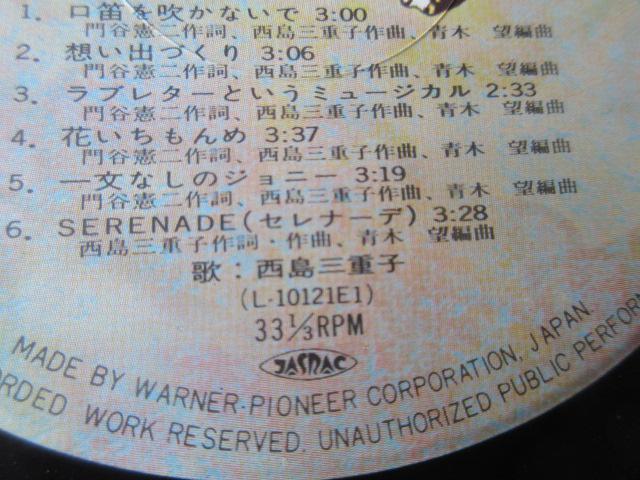 1. 口笛を吹かないで 3:00
門谷憲二作詞、西島三重子作曲、青木 望編曲
2. 想い出づくり 3:06
門谷憲二作詞、西島三重子作曲、青木 望編曲
3. ラブレターというミュージカル 2:33
門谷憲二作詞、西島三重子作曲、青木 望編曲
4. 花いちもんめ 3:37
門谷憲二作詞、西島三重子作曲、青木 望編曲
5. 一文なしのジョニー 3:19
門谷憲二作詞、西島三重子作曲、青木 望編曲
6. SERENADE(セレナーデ) 3:28
西島三重子作詞・作曲、青木 望編曲
歌：西島三重子
(L-10121E1)
33⅓RPM
JASRAC
MADE BY WARNER-PIONEER CORPORATION, JAPAN.
ORDED WORK RESERVED. UNAUTHORIZED PUBLIC PERFORM